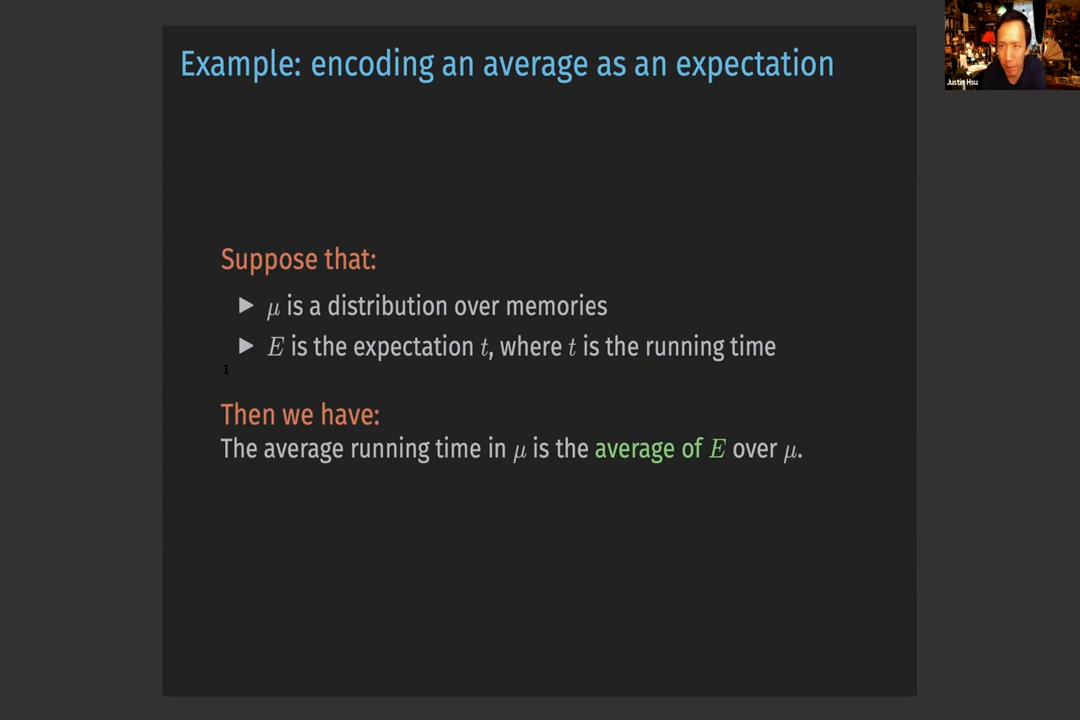 Example: encoding an average as an expectation
Justin Hsu
Suppose that:
▶ μ is a distribution over memories
▶ E is the expectation t, where t is the running time
Then we have:
The average running time in μ is the average of E over μ.